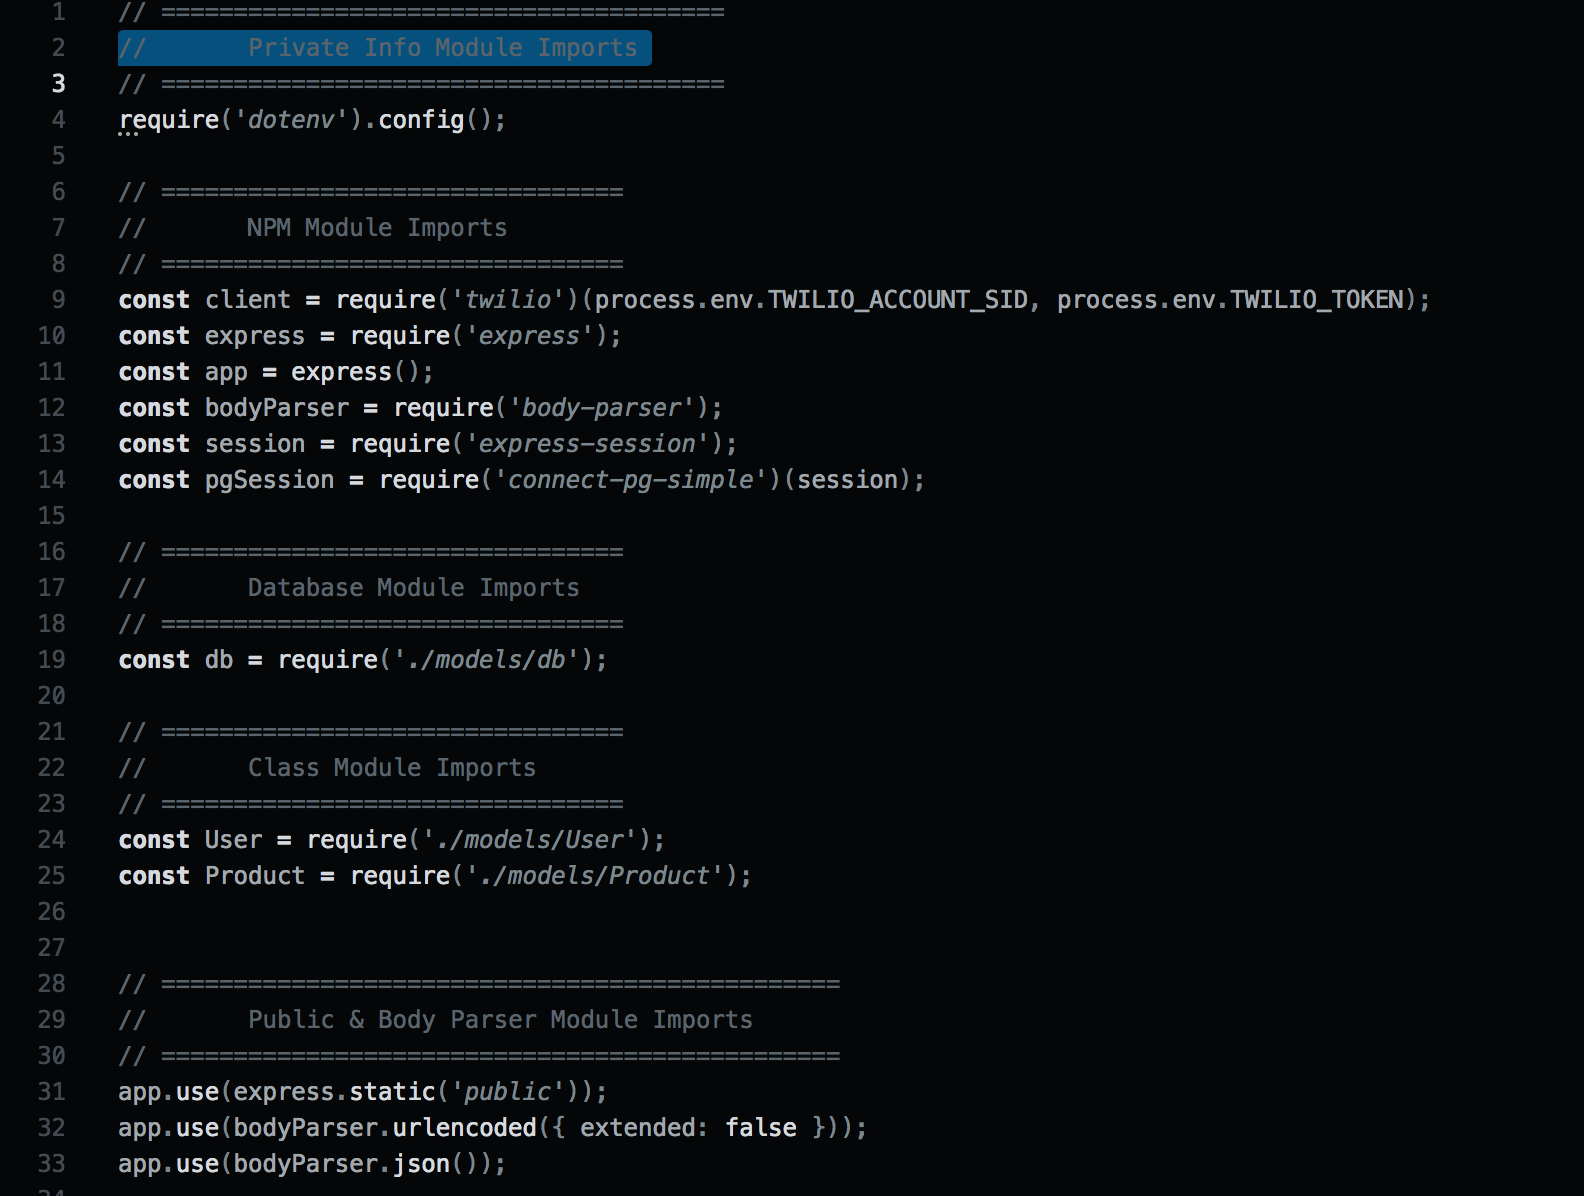 1 // =======================================
2 //       Private Info Module Imports
3 // =======================================
4 require('dotenv').config();
5
6 // ================================
7 //       NPM Module Imports
8 // ================================
9 const client = require('twilio')(process.env.TWILIO_ACCOUNT_SID, process.env.TWILIO_TOKEN);
10 const express = require('express');
11 const app = express();
12 const bodyParser = require('body-parser');
13 const session = require('express-session');
14 const pgSession = require('connect-pg-simple')(session);
15
16 // ================================
17 //       Database Module Imports
18 // ================================
19 const db = require('./models/db');
20
21 // ================================
22 //       Class Module Imports
23 // ================================
24 const User = require('./models/User');
25 const Product = require('./models/Product');
26
27
28 // ===============================================
29 //       Public & Body Parser Module Imports
30 // ===============================================
31 app.use(express.static('public'));
32 app.use(bodyParser.urlencoded({ extended: false }));
33 app.use(bodyParser.json());